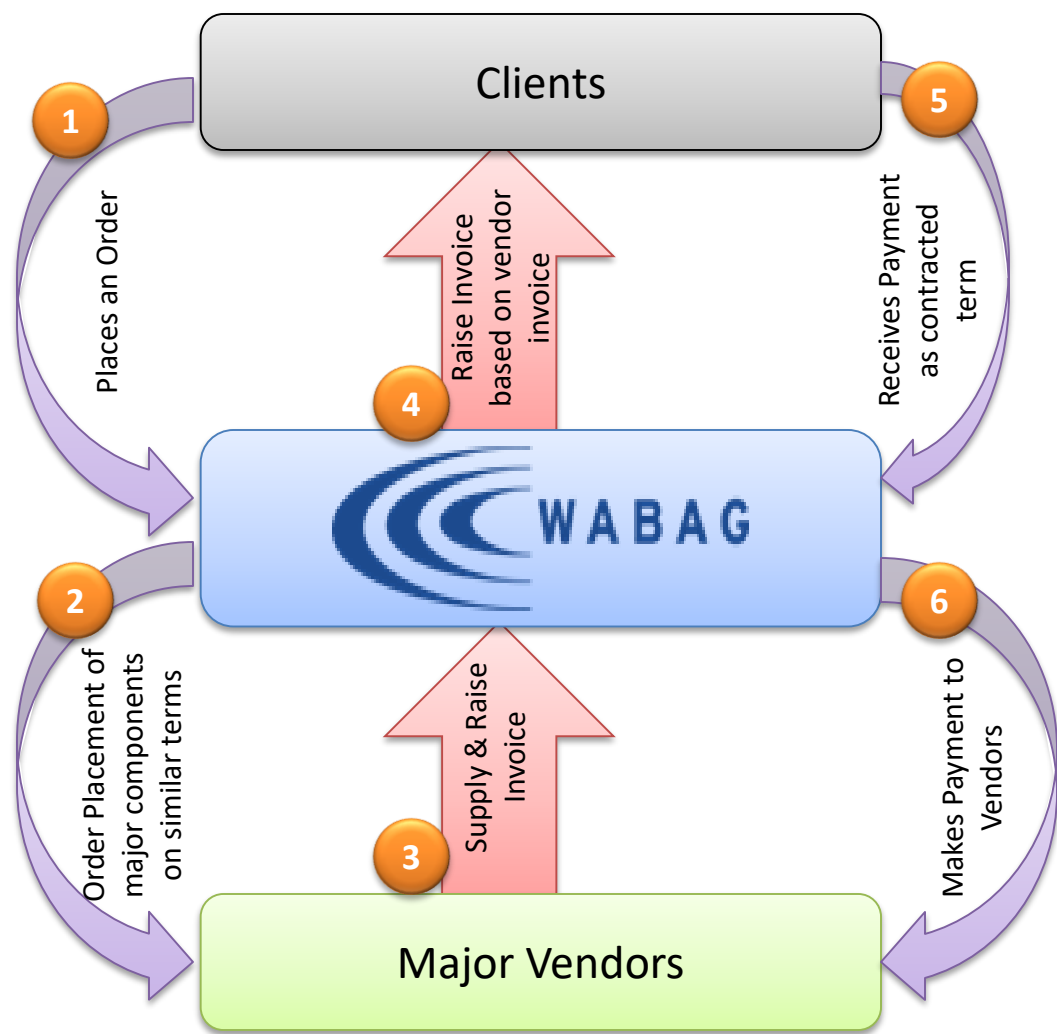 Clients
1
Places an Order
5
Receives Payment
as contracted
term
Raise Invoice
based on vendor
invoice
4
WABAG
2
Order Placement of
major components
on similar terms
6
Makes Payment to
Vendors
Supply & Raise
Invoice
3
Major Vendors